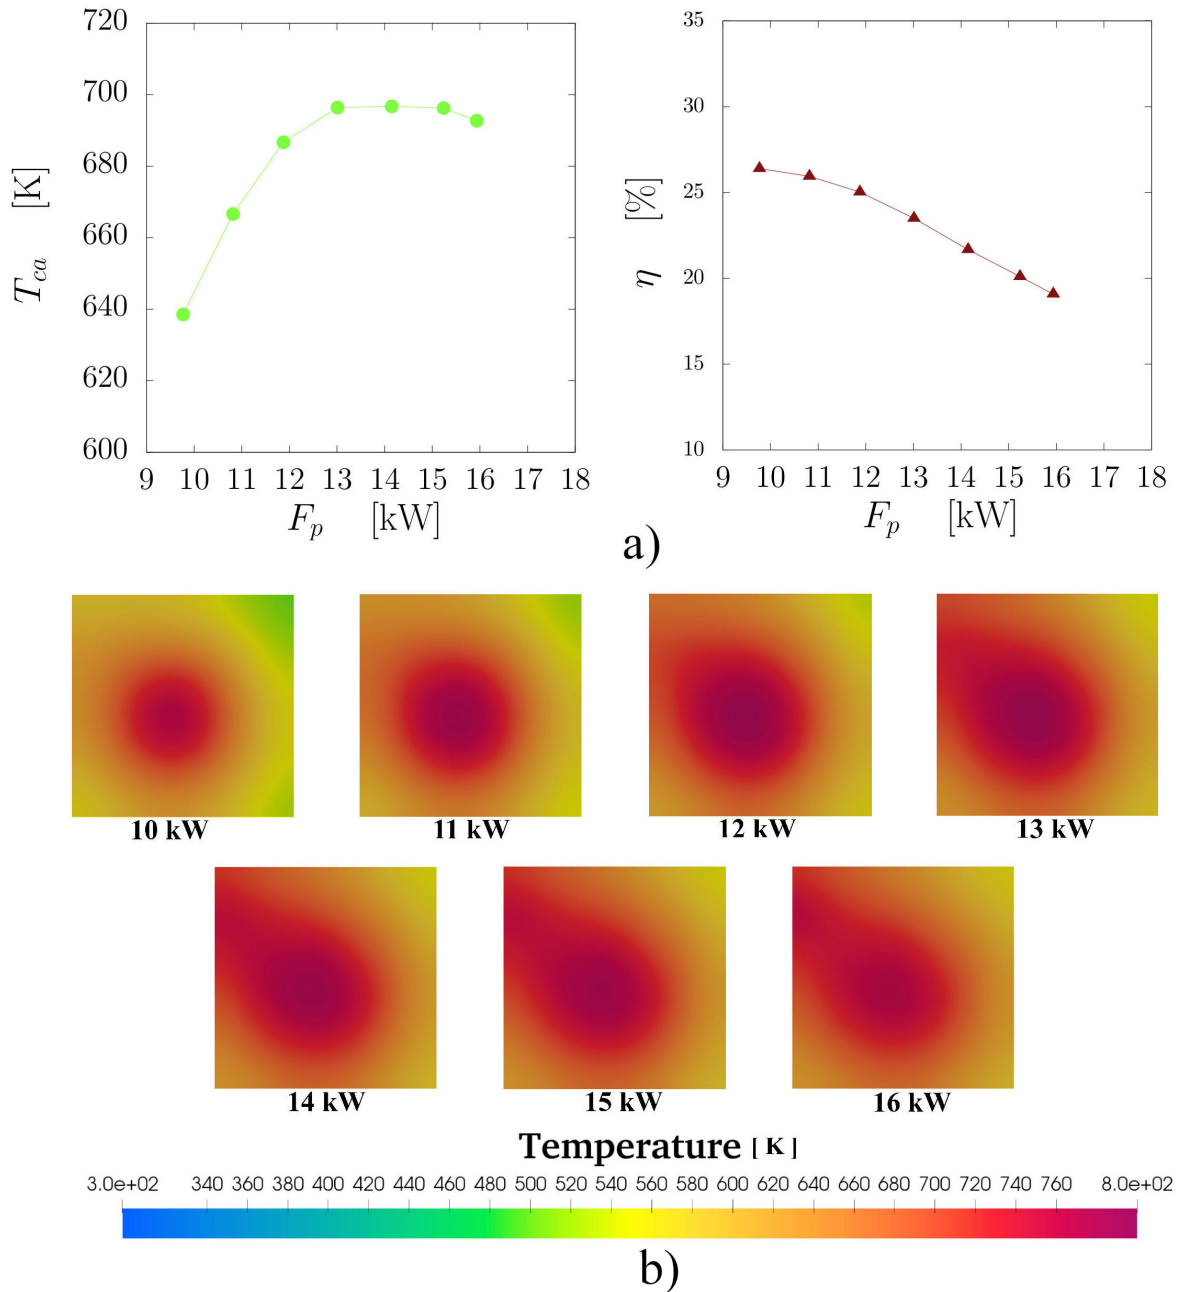 720
700
680
660
640
620
600
T_ca [K]
9 10 11 12 13 14 15 16 17 18
F_p [kW]
35
30
25
20
15
10
η [%]
9 10 11 12 13 14 15 16 17 18
F_p [kW]
a)
10 kW 11 kW 12 kW 13 kW
14 kW 15 kW 16 kW
Temperature [ K ]
3.0e+02 340 360 380 400 420 440 460 480 500 520 540 560 580 600 620 640 660 680 700 720 740 760 8.0e+02
b)